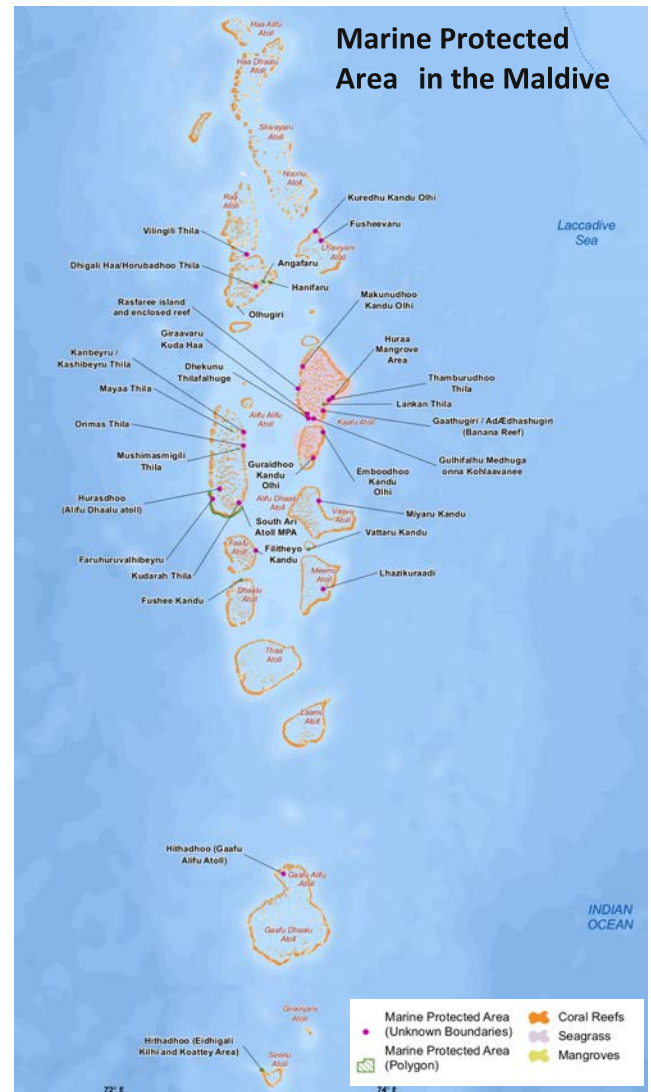 Marine Protected
Area in the Maldive
Haa Alifu
Atoll
Haa Dhaalu
Atoll
Shiviyani
Atoll
Noonu
Atoll
Raa
Atoll
Kuredhu Kandu Olhi
Fusheevaru
Laccadive
Sea
Vilingili Thila
Lhaviyani
Atoll
Angafaru
Dhigali Haa/Horubadhoo Thila
Hanifaru
Makunudhoo
Kandu Olhi
Rasfaree island
and enclosed reef
Olhugiri
Giraavaru
Kuda Haa
Huraa
Mangrove
Area
Karibeyru /
Kashibeyru Thila
Dhekunu
Thilafalhuge
Thamburudhoo
Thila
Mayaa Thila
Lankan Thila
Alifu Alifu
Atoll
Kaafu Atoll
Gaathugiri / AdÆdhashugiri
(Banana Reef)
Orimas Thila
Mushimasmigili
Thila
Gulhifalhu Medhuga
onna Kohlaavanee
Guraidhoo
Kandu
Olhi
Emboodhoo
Kandu
Olhi
Hurasdhoo
(Alifu Dhaalu atoll)
Alifu Dhaalu
Atoll
Vaavu
Atoll
Miyaru Kandu
South Ari
Atoll MPA
Vattaru Kandu
Faafu
Atoll
Filitheyo
Kandu
Faruhuruvalhibeyru
Kudarah Thila
Meemu
Atoll
Lhazikuraadi
Fushee Kandu
Dhaalu
Atoll
Thaa
Atoll
Laamu
Atoll
Hithadhoo (Gaafu
Alifu Atoll)
Gaafu Alifu
Atoll
INDIAN
OCEAN
Gaafu Dhaalu
Atoll
Gnaviyani
Atoll
Hithadhoo (Eidhigali
Kilhi and Koattey Area)
Seenu
Atoll
Marine Protected Area
(Unknown Boundaries)
Marine Protected Area
(Polygon)
Coral Reefs
Seagrass
Mangroves
72° E
74° E